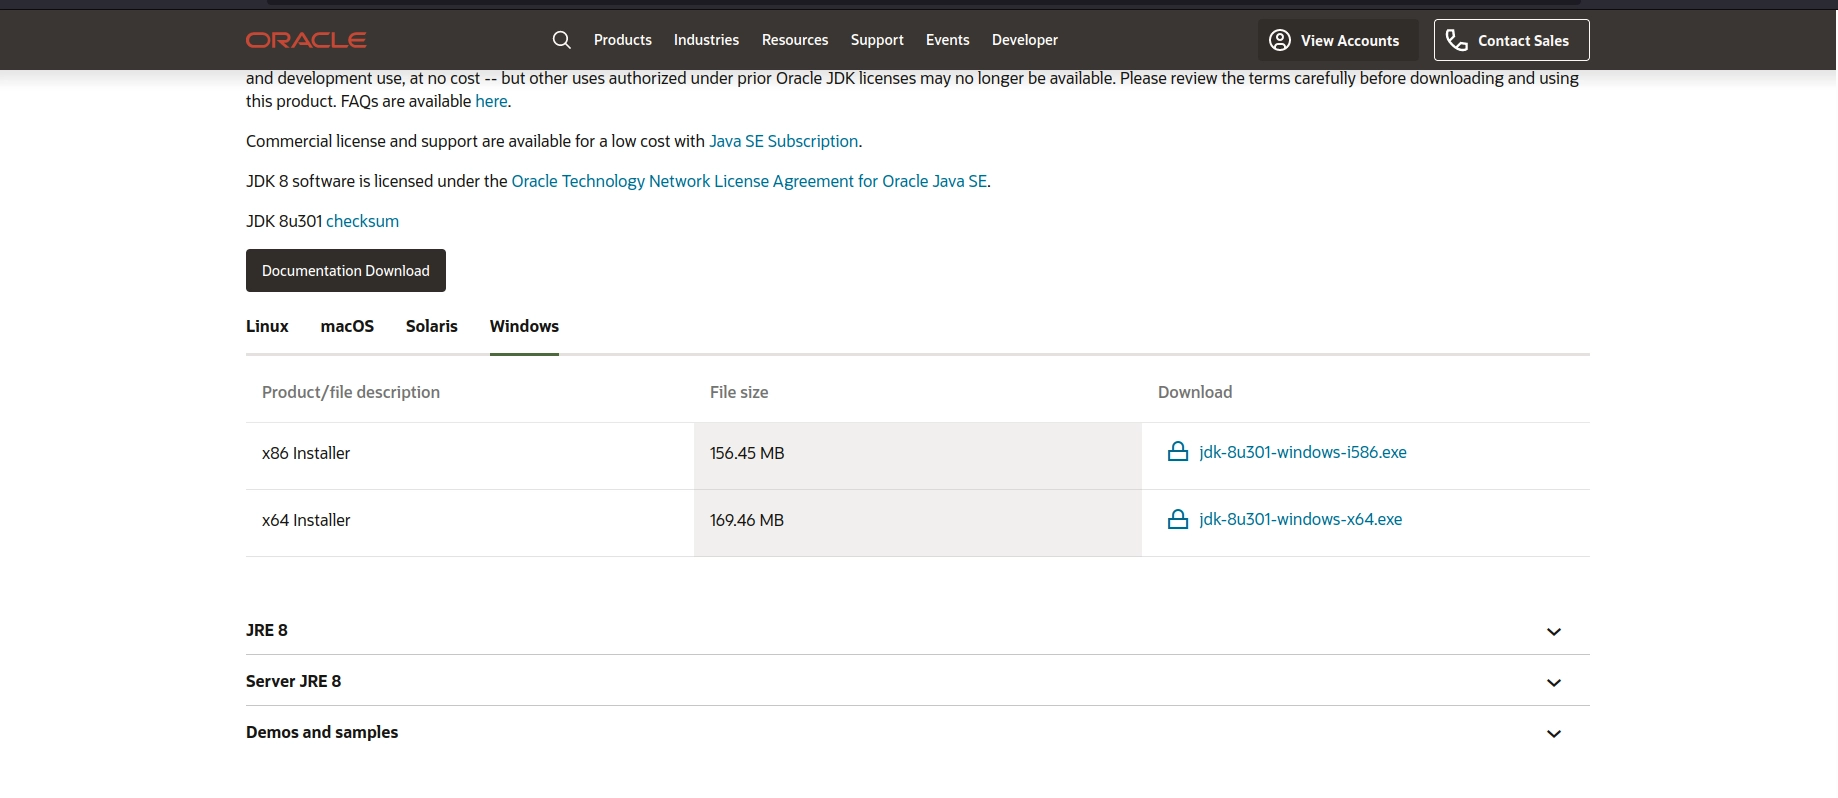 ORACLE
Products Industries Resources Support Events Developer
View Accounts
Contact Sales
and development use, at no cost -- but other uses authorized under prior Oracle JDK licenses may no longer be available. Please review the terms carefully before downloading and using
this product. FAQs are available here.
Commercial license and support are available for a low cost with Java SE Subscription.
JDK 8 software is licensed under the Oracle Technology Network License Agreement for Oracle Java SE.
JDK 8u301 checksum
Documentation Download
Linux macOS Solaris Windows
Product/file description File size Download
x86 Installer 156.45 MB jdk-8u301-windows-i586.exe
x64 Installer 169.46 MB jdk-8u301-windows-x64.exe
JRE 8
Server JRE 8
Demos and samples